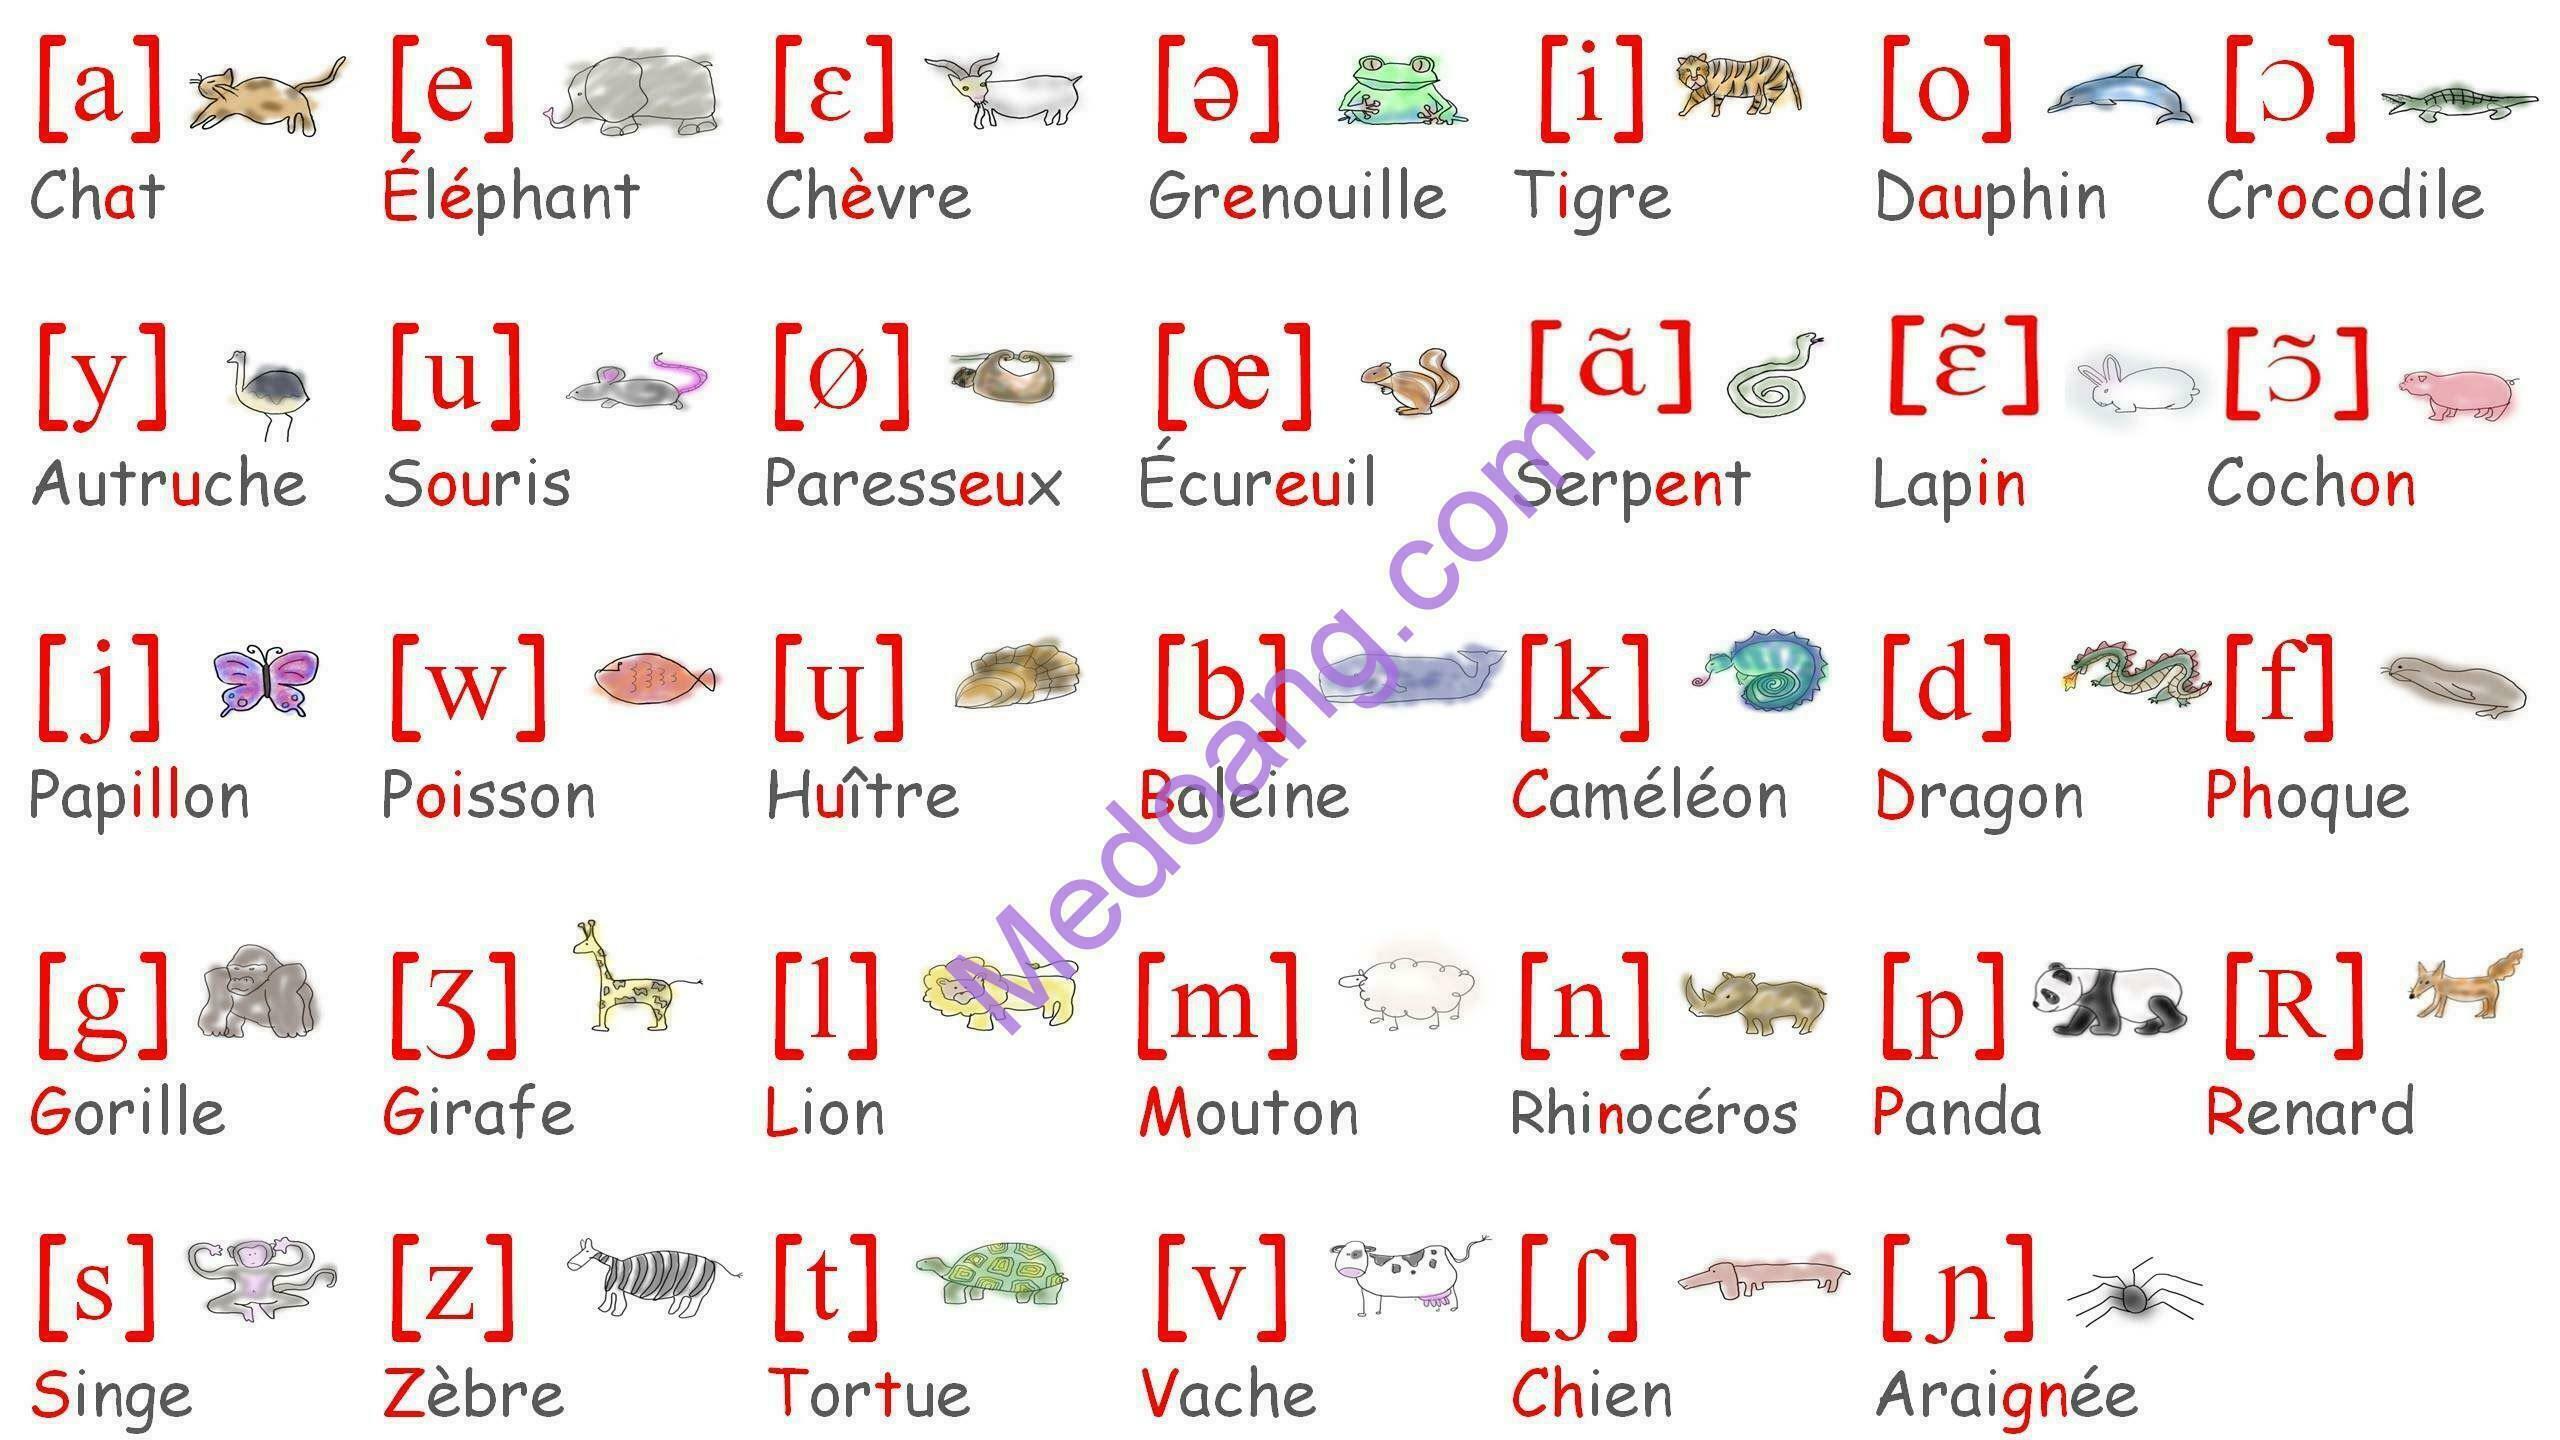 [a] [e] [ɛ] [ə] [i] [o] [ɔ]
Chat Éléphant Chèvre Grenouille Tigre Dauphin Crocodile
[y] [u] [ø] [œ] [ɑ̃] [ɛ̃] [ɔ̃]
Autruche Souris Paresseux Écureuil Serpent Lapin Cochon
[j] [w] [ɥ] [b] [k] [d] [f]
Papillon Poisson Huître Baleine Caméléon Dragon Phoque
[g] [ʒ] [l] [m] [n] [p] [R]
Gorille Girafe Lion Mouton Rhinocéros Panda Renard
[s] [z] [t] [v] [ʃ] [ɲ]
Singe Zèbre Tortue Vache Chien Araignée
Medoang.com